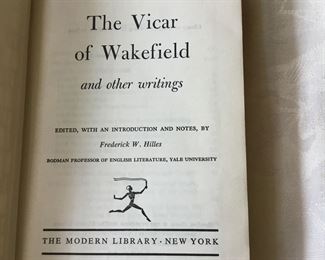 The Vicar
of Wakefield
and other writings
EDITED, WITH AN INTRODUCTION AND NOTES, BY
Frederick W. Hilles
BODMAN PROFESSOR OF ENGLISH LITERATURE, YALE UNIVERSITY
THE MODERN LIBRARY · NEW YORK